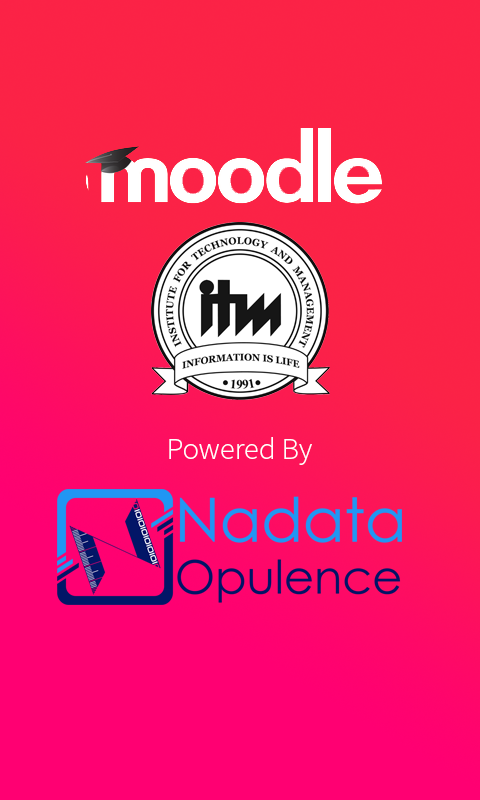 moodle
INSTITUTE FOR TECHNOLOGY AND MANAGEMENT
itm
INFORMATION IS LIFE
• 1991 •
Powered By
N
Nadata
Opulence